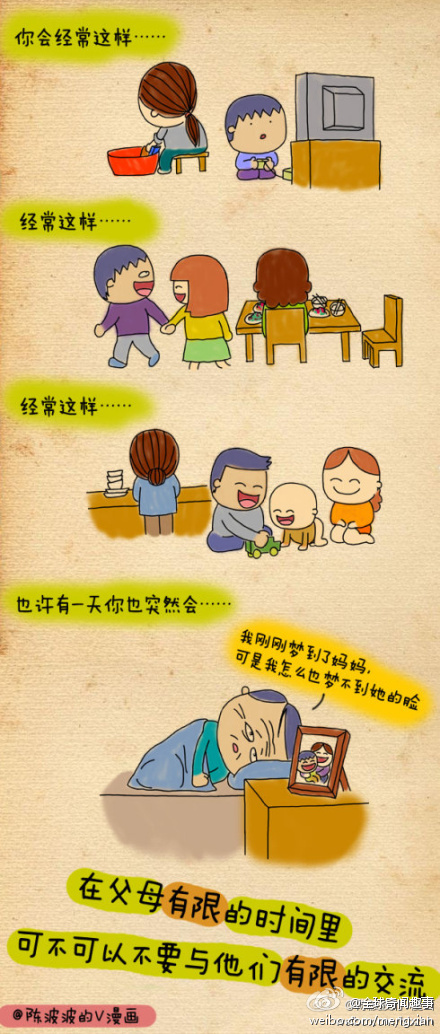 你会经常这样……
经常这样……
经常这样……
也许有一天你也突然会……
我刚刚梦到了妈妈，
可是我怎么也梦不到她的脸
在父母有限的时间里
可不可以不要与他们有限的交流
@陈波波的V漫画
@全球奇闻趣事
weibo.com/mengzian